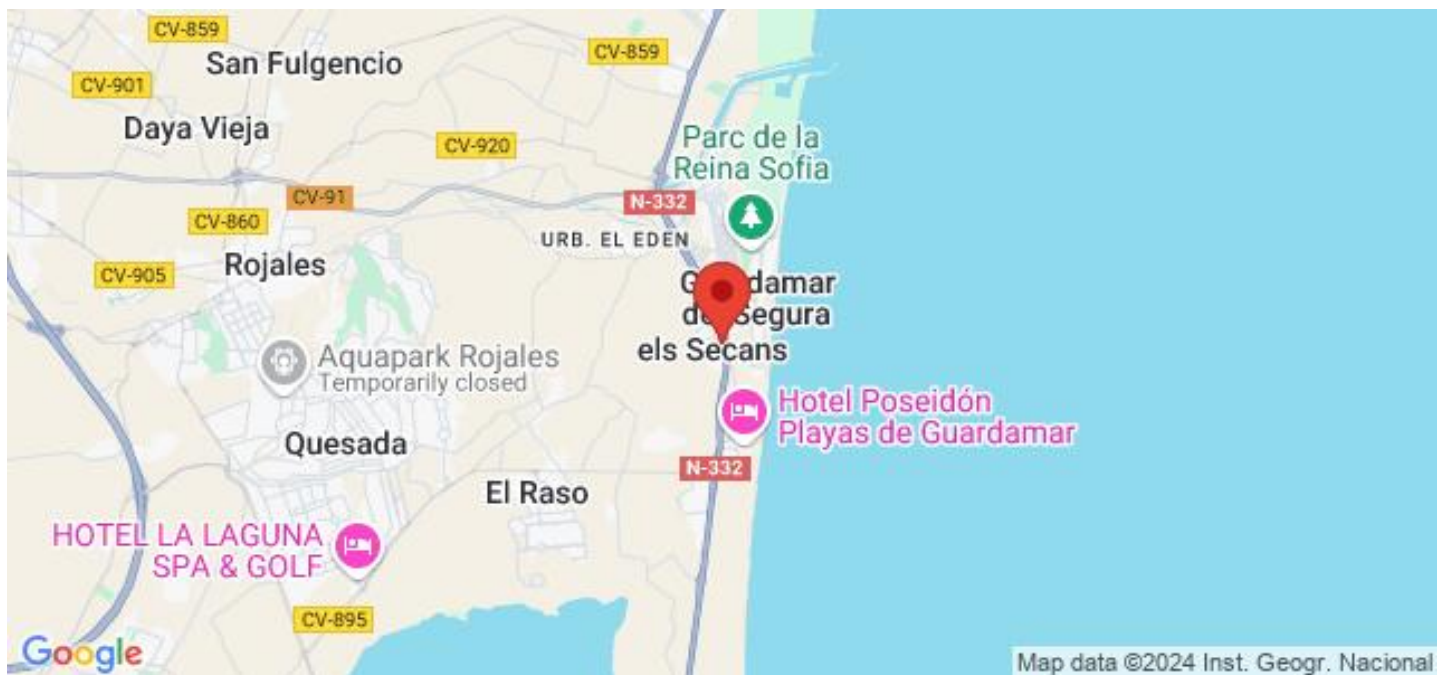 CV-859
San Fulgencio
CV-859
CV-901
Daya Vieja
CV-920
Parc de la
Reina Sofia
CV-91
N-332
CV-860
URB. EL EDEN
Rojales
CV-905
damar
Segura
els Secans
Aquapark Rojales
Temporarily closed
Hotel Poseidón
Playas de Guardamar
Quesada
N-332
El Raso
HOTEL LA LAGUNA
SPA & GOLF
CV-895
Google
Map data ©2024 Inst. Geogr. Nacional